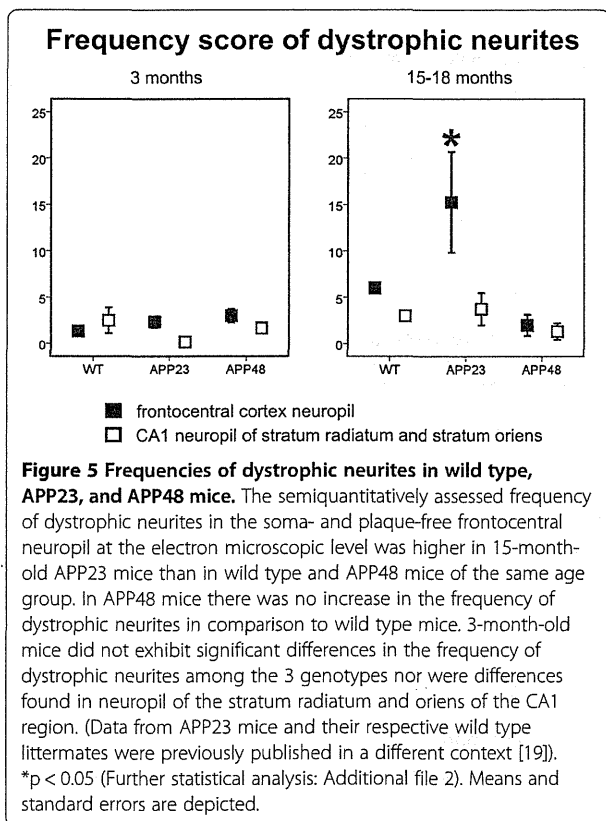 Frequency score of dystrophic neurites
3 months
15-18 months
25
20
15
10
5
0
WT APP23 APP48
25
20
15
10
5
0
*
WT APP23 APP48
frontocentral cortex neuropil
CA1 neuropil of stratum radiatum and stratum oriens
Figure 5 Frequencies of dystrophic neurites in wild type,
APP23, and APP48 mice. The semiquantitatively assessed frequency
of dystrophic neurites in the soma- and plaque-free frontocentral
neuropil at the electron microscopic level was higher in 15-month-
old APP23 mice than in wild type and APP48 mice of the same age
group. In APP48 mice there was no increase in the frequency of
dystrophic neurites in comparison to wild type mice. 3-month-old
mice did not exhibit significant differences in the frequency of
dystrophic neurites among the 3 genotypes nor were differences
found in neuropil of the stratum radiatum and oriens of the CA1
region. (Data from APP23 mice and their respective wild type
littermates were previously published in a different context [19]).
*p < 0.05 (Further statistical analysis: Additional file 2). Means and
standard errors are depicted.